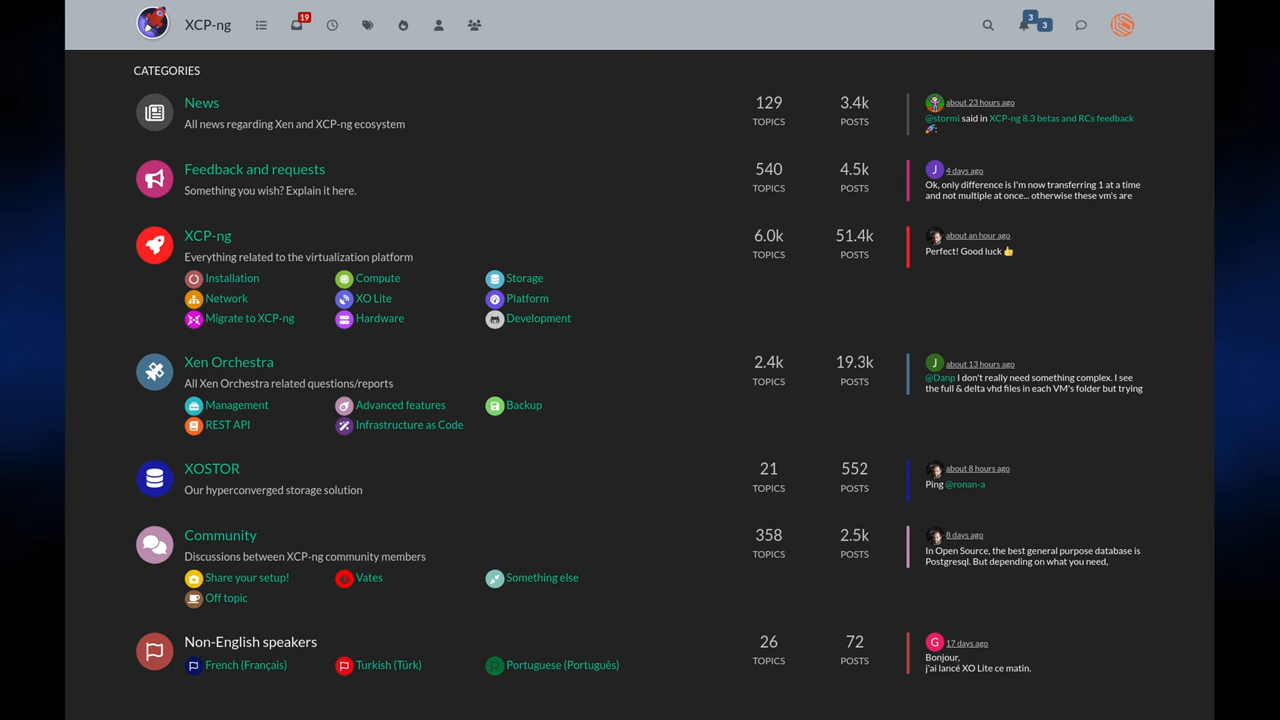 XCP-ng
19
3
3
CATEGORIES
News
All news regarding Xen and XCP-ng ecosystem
129
TOPICS
3.4k
POSTS
about 23 hours ago
@stormi said in XCP-ng 8.3 betas and RCs feedback
🚀:
Feedback and requests
Something you wish? Explain it here.
540
TOPICS
4.5k
POSTS
J
4 days ago
Ok, only difference is I'm now transferring 1 at a time
and not multiple at once... otherwise these vm's are
XCP-ng
Everything related to the virtualization platform
Installation
Compute
Storage
Network
XO Lite
Platform
Migrate to XCP-ng
Hardware
Development
6.0k
TOPICS
51.4k
POSTS
about an hour ago
Perfect! Good luck 👍
Xen Orchestra
All Xen Orchestra related questions/reports
Management
Advanced features
Backup
REST API
Infrastructure as Code
2.4k
TOPICS
19.3k
POSTS
J
about 13 hours ago
@Danp I don't really need something complex. I see
the full & delta vhd files in each VM's folder but trying
XOSTOR
Our hyperconverged storage solution
21
TOPICS
552
POSTS
about 8 hours ago
Ping @ronan-a
Community
Discussions between XCP-ng community members
Share your setup!
Vates
Something else
Off topic
358
TOPICS
2.5k
POSTS
8 days ago
In Open Source, the best general purpose database is
Postgresql. But depending on what you need,
Non-English speakers
French (Français)
Turkish (Türk)
Portuguese (Português)
26
TOPICS
72
POSTS
G
17 days ago
Bonjour,
j'ai lancé XO Lite ce matin.